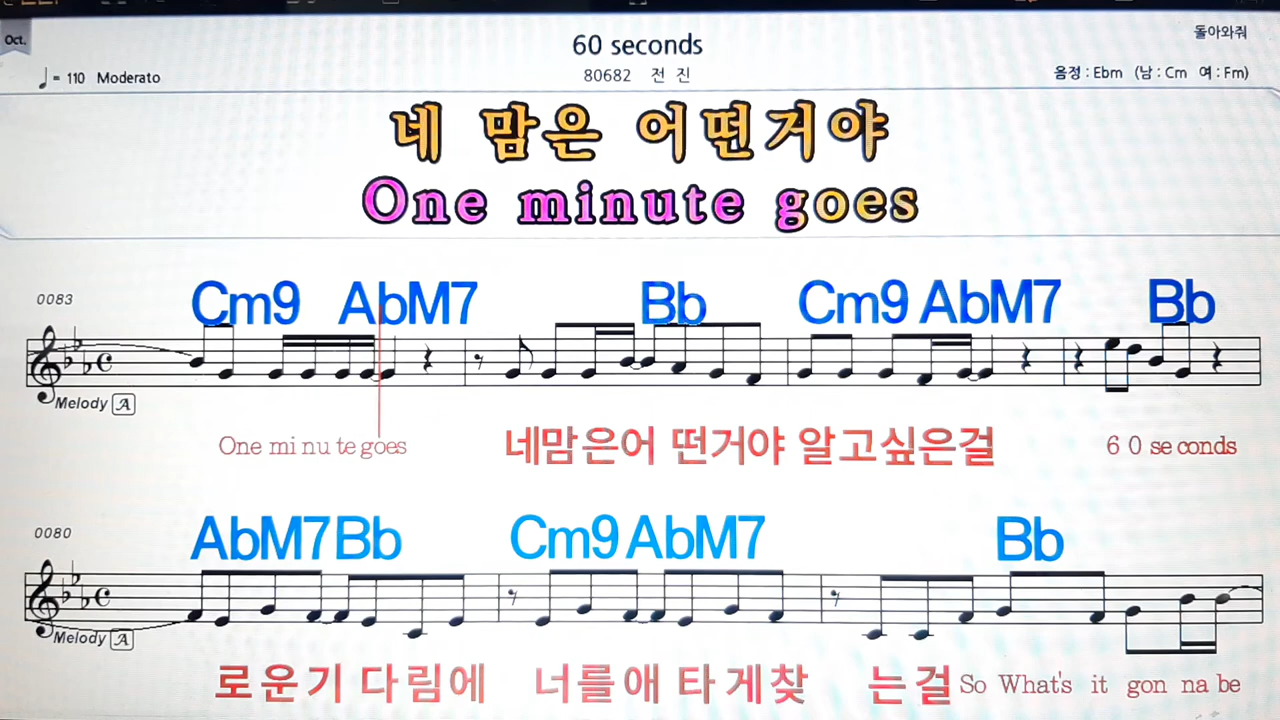 Oct.
60 seconds
돌아와줘
♩= 110 Moderato
80682 전 진
음정 : Ebm (남 : Cm 여 : Fm)
네 맘은 어떤거야
One minute goes
0083
Cm9 AbM7 Bb Cm9 AbM7 Bb
Melody A
One mi nu te goes 네맘은어 떤거야 알고싶은걸 6 0 se conds
0080
AbM7 Bb Cm9 AbM7 Bb
Melody A
로운기 다림에 너를애 타 게찾 는걸 So What's it gon na be